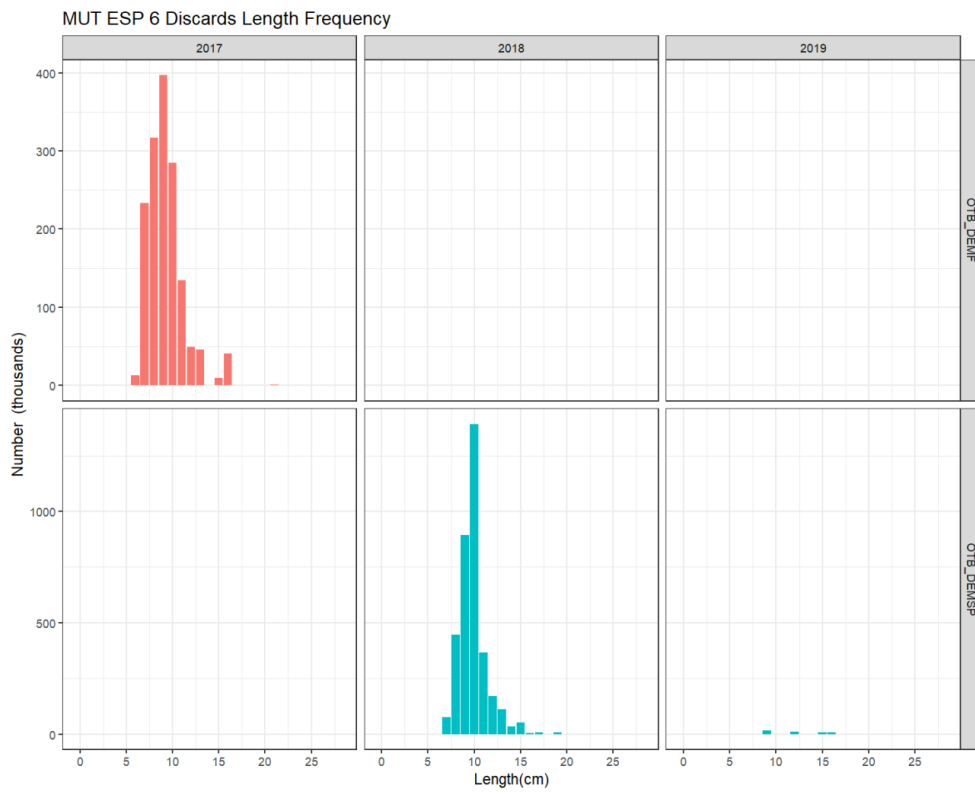 MUT ESP 6 Discards Length Frequency
2017 2018 2019
400
300
200
100
0
OTB_DEMF
Number (thousands)
1000
500
0
OTB_DEMSP
0 5 10 15 20 25 0 5 10 15 20 25 0 5 10 15 20 25
Length(cm)